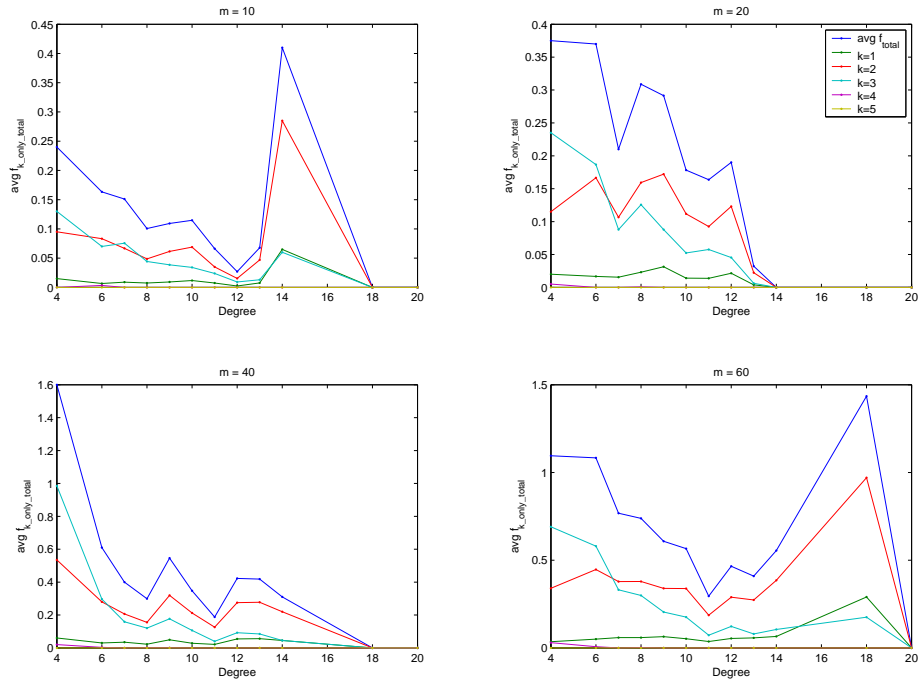 m = 10
0.45
0.4
0.35
0.3
0.25
0.2
0.15
0.1
0.05
0
avg f_k_only_total
4 6 8 10 12 14 16 18 20
Degree
m = 20
0.4
0.35
0.3
0.25
0.2
0.15
0.1
0.05
0
avg f_k_only_total
4 6 8 10 12 14 16 18 20
Degree
avg f_total
k=1
k=2
k=3
k=4
k=5
m = 40
1.6
1.4
1.2
1
0.8
0.6
0.4
0.2
0
avg f_k_only_total
4 6 8 10 12 14 16 18 20
Degree
m = 60
1.5
1
0.5
0
avg f_k_only_total
4 6 8 10 12 14 16 18 20
Degree